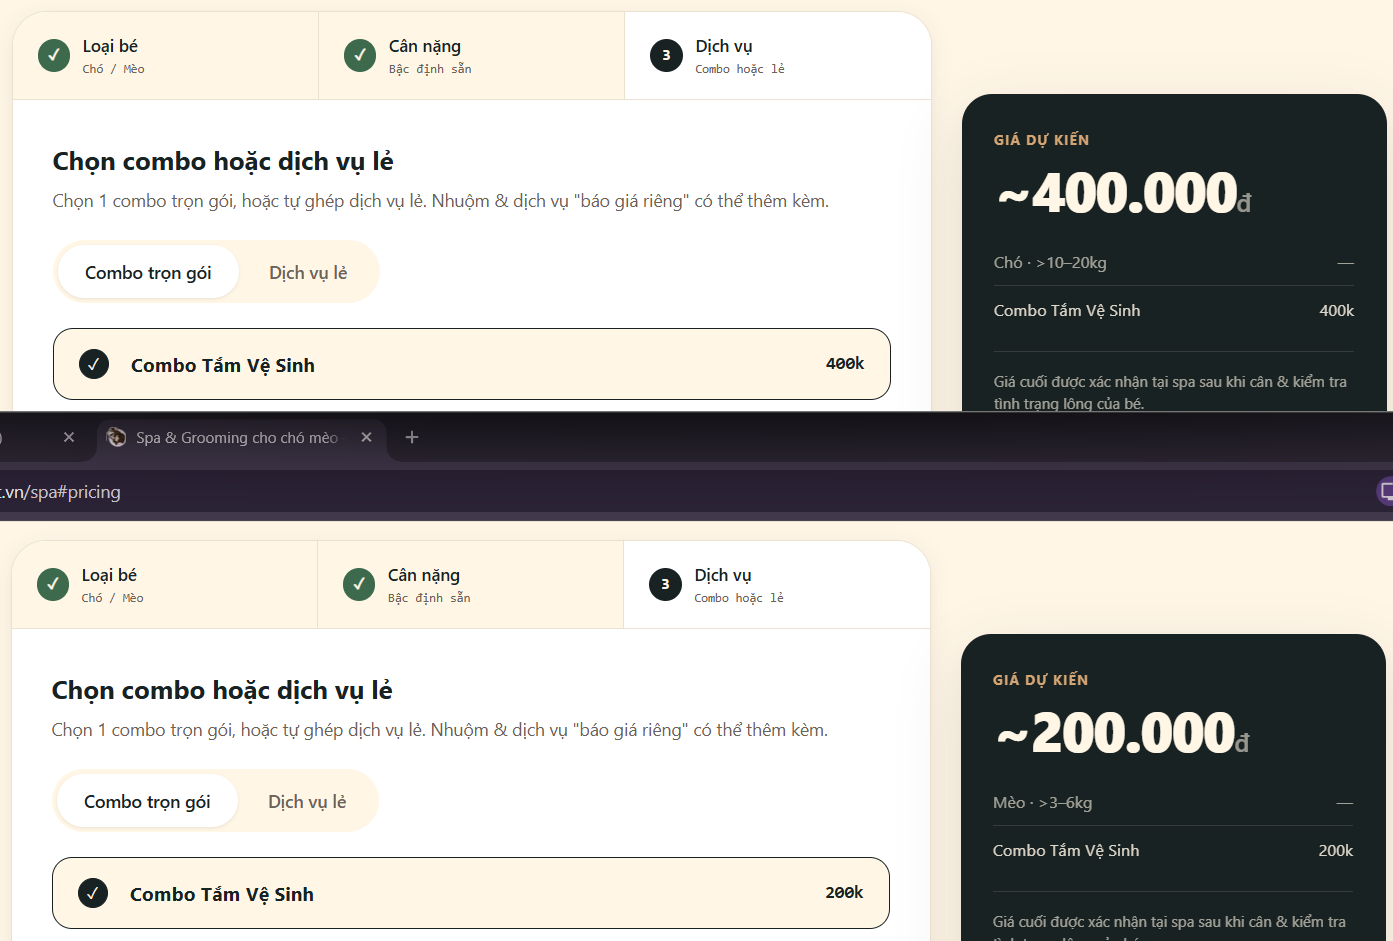 Loại bé
Chó / Mèo
Cân nặng
Bậc định sẵn
3
Dịch vụ
Combo hoặc lẻ
Chọn combo hoặc dịch vụ lẻ
Chọn 1 combo trọn gói, hoặc tự ghép dịch vụ lẻ. Nhuộm & dịch vụ "báo giá riêng" có thể thêm kèm.
Combo trọn gói
Dịch vụ lẻ
Combo Tắm Vệ Sinh
400k
GIÁ DỰ KIẾN
~400.000đ
Chó · >10–20kg —
Combo Tắm Vệ Sinh 400k
Giá cuối được xác nhận tại spa sau khi cân & kiểm tra
tình trạng lông của bé.
Spa & Grooming cho chó mèo
.vn/spa#pricing
Loại bé
Chó / Mèo
Cân nặng
Bậc định sẵn
3
Dịch vụ
Combo hoặc lẻ
Chọn combo hoặc dịch vụ lẻ
Chọn 1 combo trọn gói, hoặc tự ghép dịch vụ lẻ. Nhuộm & dịch vụ "báo giá riêng" có thể thêm kèm.
Combo trọn gói
Dịch vụ lẻ
Combo Tắm Vệ Sinh
200k
GIÁ DỰ KIẾN
~200.000đ
Mèo · >3–6kg —
Combo Tắm Vệ Sinh 200k
Giá cuối được xác nhận tại spa sau khi cân & kiểm tra